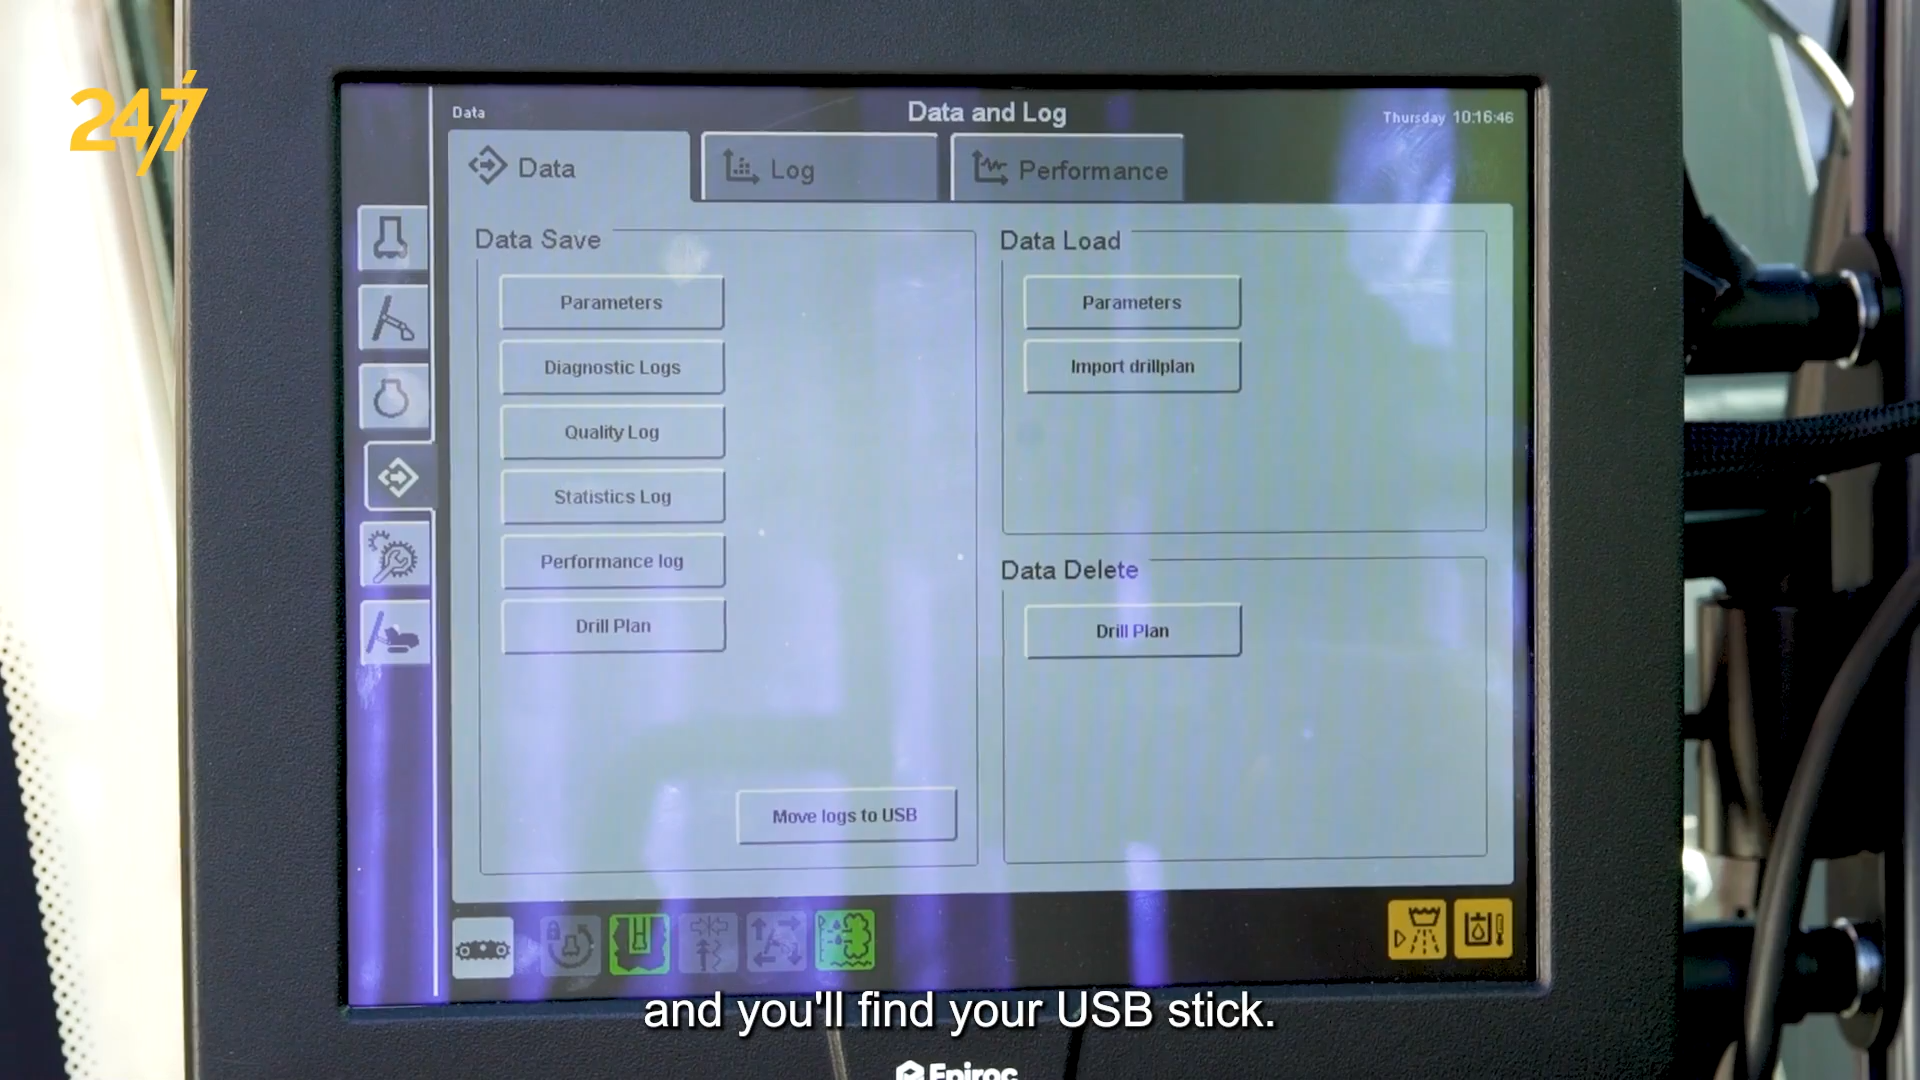 247
Data
Data and Log
Thursday 10:16:46
Data
Log
Performance
Data Save
Parameters
Diagnostic Logs
Quality Log
Statistics Log
Performance log
Drill Plan
Move logs to USB
Data Load
Parameters
Import drillplan
Data Delete
Drill Plan
and you'll find your USB stick.
Epiroc